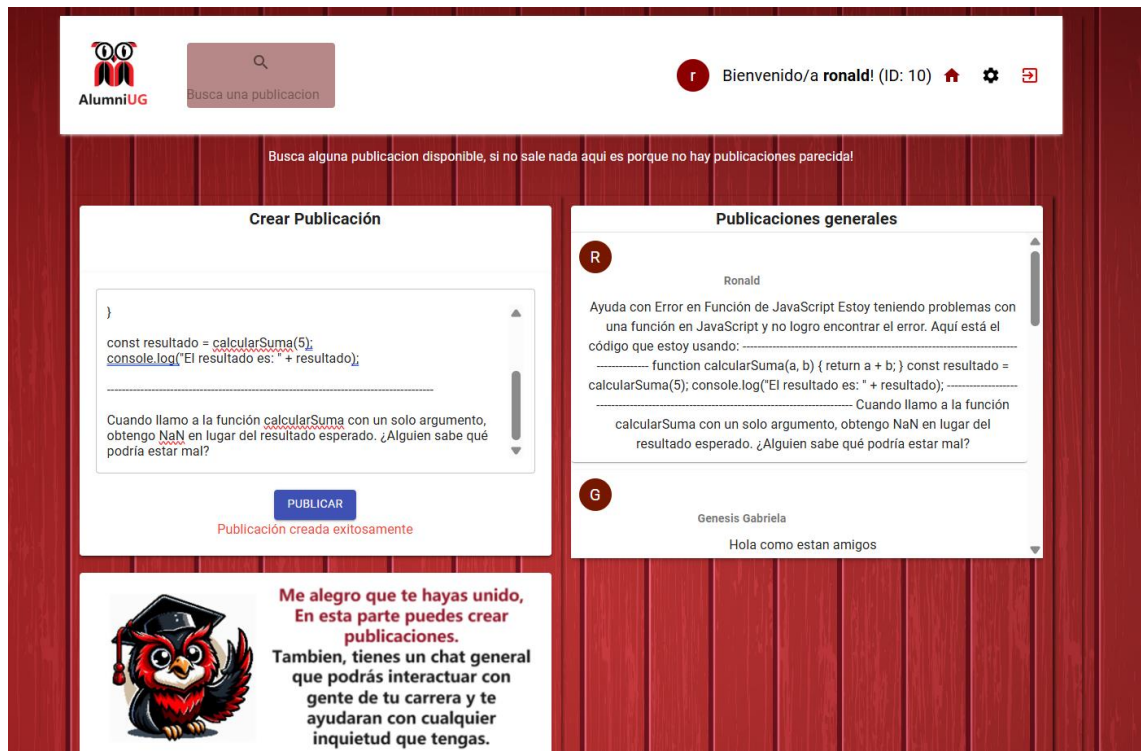 AlumniUG
Busca una publicacion
r
Bienvenido/a ronald! (ID: 10)
Busca alguna publicacion disponible, si no sale nada aqui es porque no hay publicaciones parecida!
Crear Publicación
}
const resultado = calcularSuma(5);
console.log("El resultado es: " + resultado);
------------------------------------------------------------------------------------------
Cuando llamo a la función calcularSuma con un solo argumento,
obtengo NaN en lugar del resultado esperado. ¿Alguien sabe qué
podría estar mal?
PUBLICAR
Publicación creada exitosamente
Me alegro que te hayas unido,
En esta parte puedes crear
publicaciones.
Tambien, tienes un chat general
que podrás interactuar con
gente de tu carrera y te
ayudaran con cualquier
inquietud que tengas.
Publicaciones generales
R
Ronald
Ayuda con Error en Función de JavaScript Estoy teniendo problemas con
una función en JavaScript y no logro encontrar el error. Aquí está el
código que estoy usando: ----------------------------------------------------------------------------
-------------- function calcularSuma(a, b) { return a + b; } const resultado =
calcularSuma(5); console.log("El resultado es: " + resultado); -------------------
----------------------------------------------------------------------- Cuando llamo a la función
calcularSuma con un solo argumento, obtengo NaN en lugar del
resultado esperado. ¿Alguien sabe qué podría estar mal?
G
Genesis Gabriela
Hola como estan amigos